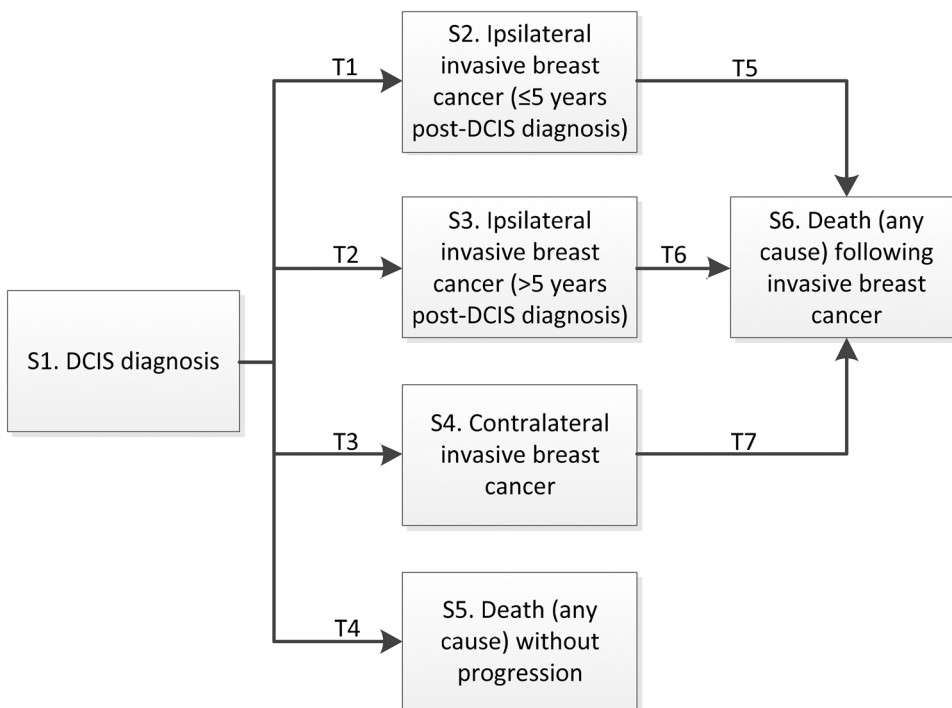 S1. DCIS diagnosis
T1
S2. Ipsilateral
invasive breast
cancer (≤5 years
post-DCIS diagnosis)
T5
T2
S3. Ipsilateral
invasive breast
cancer (>5 years
post-DCIS diagnosis)
T6
S6. Death (any
cause) following
invasive breast
cancer
T3
S4. Contralateral
invasive breast
cancer
T7
T4
S5. Death (any
cause) without
progression